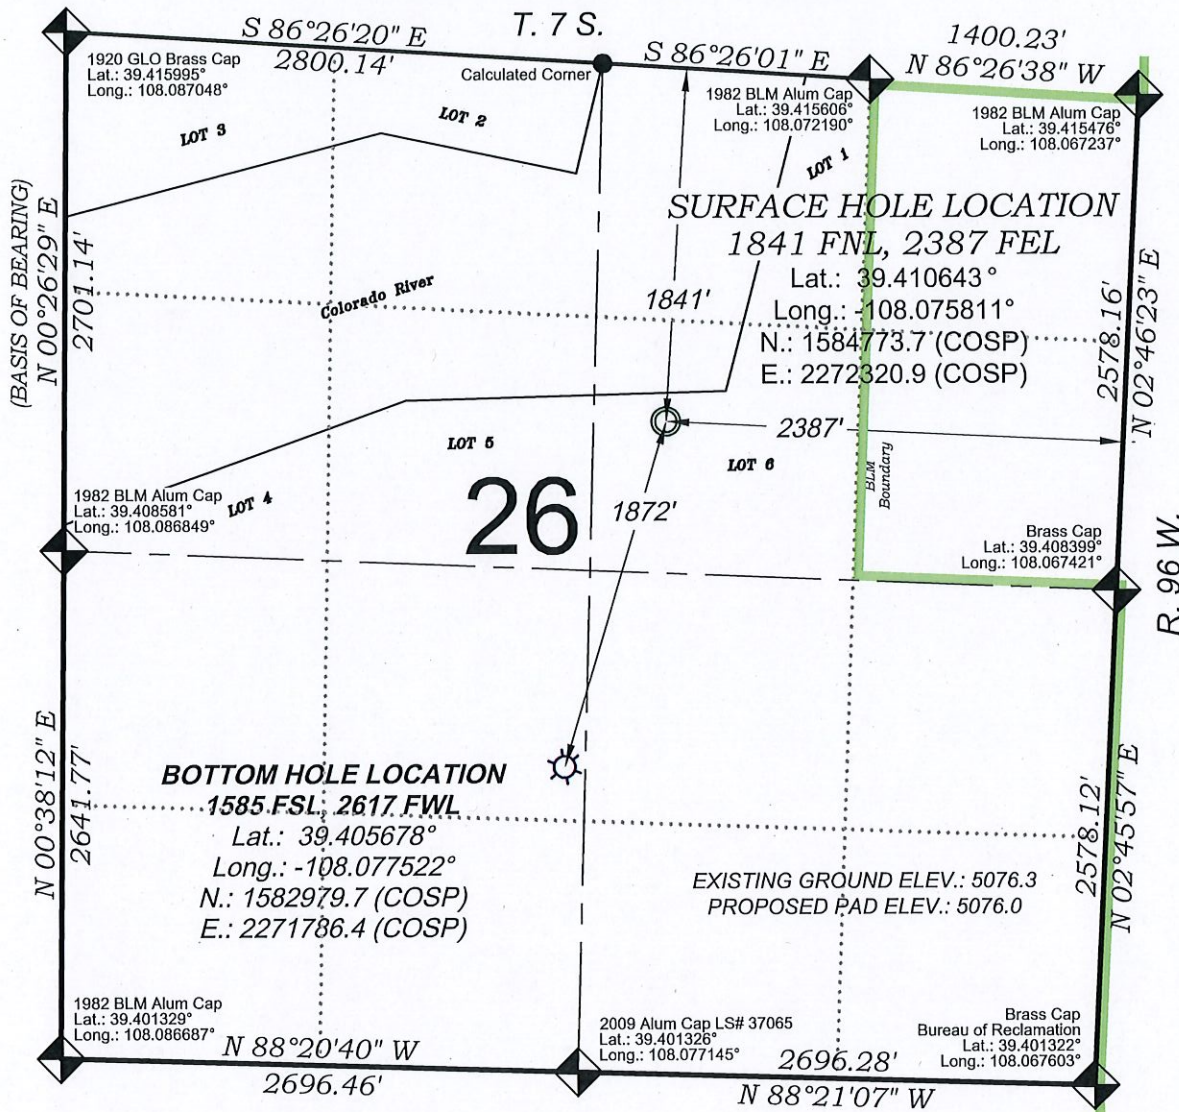 T. 7 S.
S 86°26'20" E
2800.14'
S 86°26'01" E
1400.23'
N 86°26'38" W
1920 GLO Brass Cap
Lat.: 39.415995°
Long.: 108.087048°
Calculated Corner
1982 BLM Alum Cap
Lat.: 39.415606°
Long.: 108.072190°
1982 BLM Alum Cap
Lat.: 39.415476°
Long.: 108.067237°
LOT 3
LOT 2
LOT 1
SURFACE HOLE LOCATION
1841 FNL, 2387 FEL
Lat.: 39.410643°
Long.: -108.075811°
N.: 1584773.7 (COSP)
E.: 2272320.9 (COSP)
(BASIS OF BEARING)
N 00°26'29" E
2701.14'
Colorado River
1841'
2578.16'
N 02°46'23" E
2387'
LOT 5
LOT 6
BLM
Boundary
1982 BLM Alum Cap
Lat.: 39.408581°
Long.: 108.086849°
LOT 4
26
1872'
Brass Cap
Lat.: 39.408399°
Long.: 108.067421°
R. 96 W.
N 00°38'12" E
2641.77'
BOTTOM HOLE LOCATION
1585 FSL, 2617 FWL
Lat.: 39.405678°
Long.: -108.077522°
N.: 1582979.7 (COSP)
E.: 2271786.4 (COSP)
EXISTING GROUND ELEV.: 5076.3
PROPOSED PAD ELEV.: 5076.0
2578.12'
N 02°45'57" E
1982 BLM Alum Cap
Lat.: 39.401329°
Long.: 108.086687°
N 88°20'40" W
2696.46'
2009 Alum Cap LS# 37065
Lat.: 39.401326°
Long.: 108.077145°
2696.28'
N 88°21'07" W
Brass Cap
Bureau of Reclamation
Lat.: 39.401322°
Long.: 108.067603°